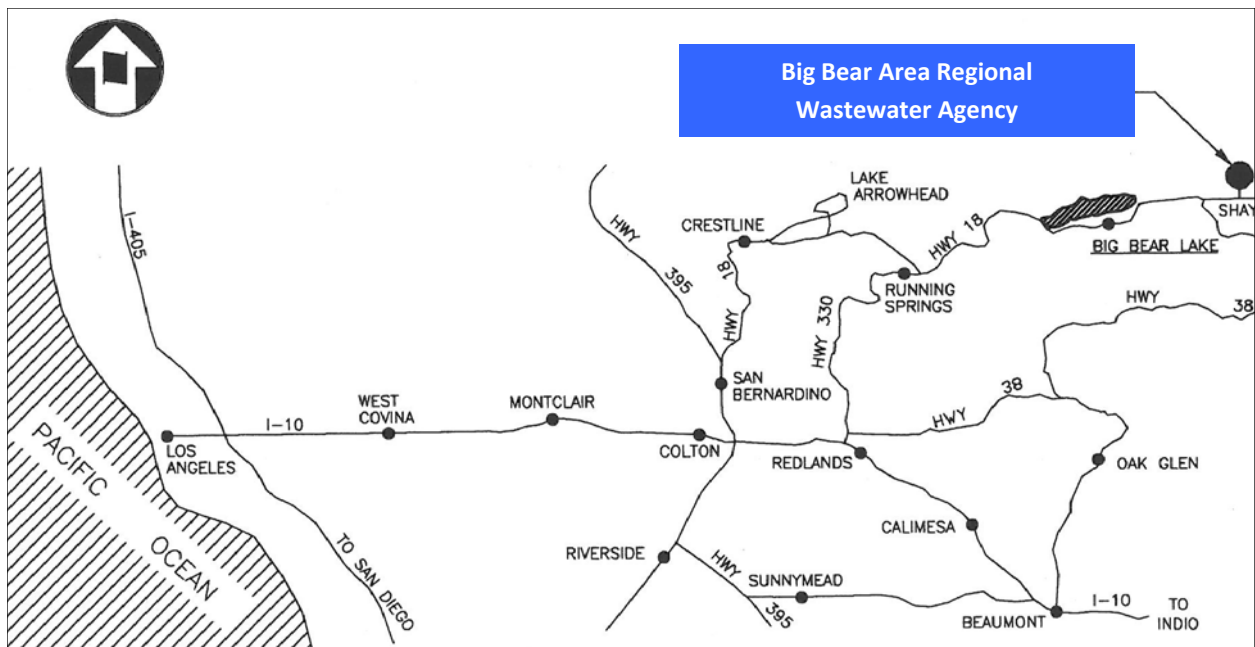 Big Bear Area Regional
Wastewater Agency
LAKE
ARROWHEAD
I-405
HWY
395
CRESTLINE
18
HWY
HWY 18
SHAY
BIG BEAR LAKE
RUNNING
SPRINGS
HWY 330
HWY
38
SAN
BERNARDINO
38
HWY
WEST
COVINA
MONTCLAIR
I-10
LOS
ANGELES
COLTON
REDLANDS
OAK GLEN
PACIFIC
OCEAN
CALIMESA
TO SAN DIEGO
RIVERSIDE
HWY
395
SUNNYMEAD
BEAUMONT
I-10
TO
INDIO